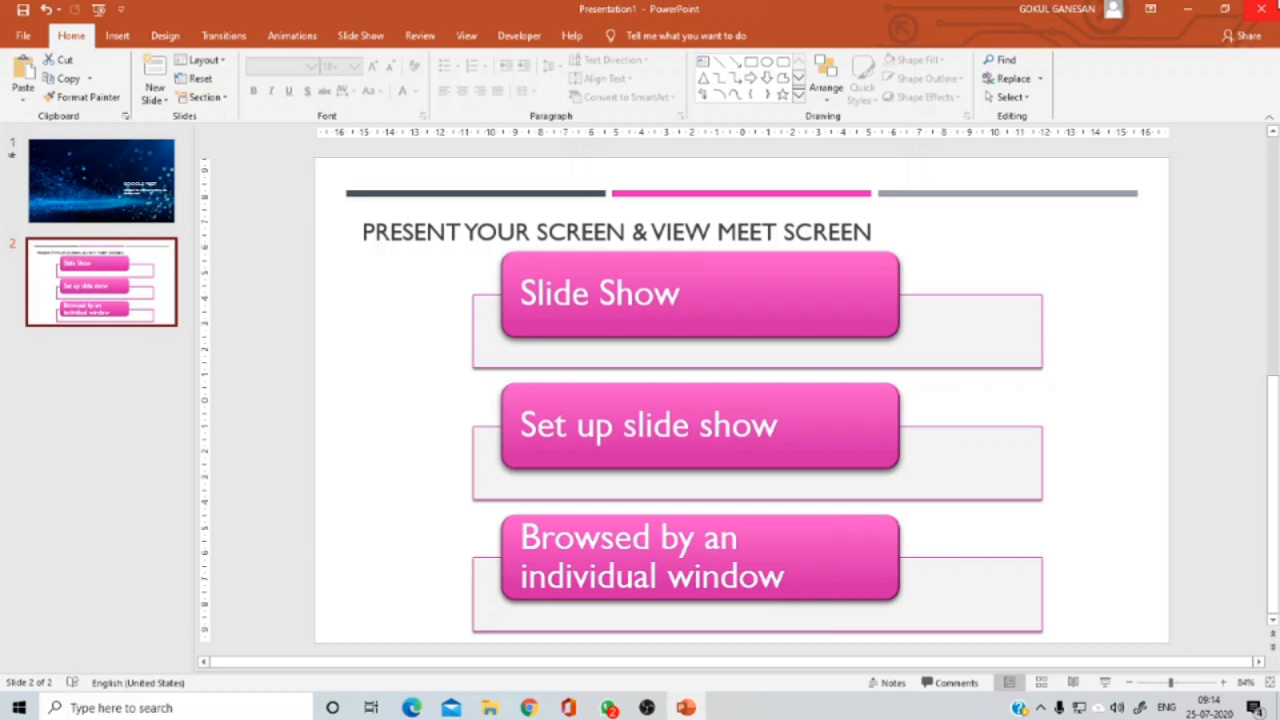 Presentation1 - PowerPoint
GOKUL GANESAN
File Home Insert Design Transitions Animations Slide Show Review View Developer Help Tell me what you want to do Share
Paste
Cut
Copy
Format Painter
Clipboard
New Slide
Layout
Reset
Section
Slides
Font
Text Direction
Align Text
Convert to SmartArt
Paragraph
Arrange
Quick Styles
Shape Fill
Shape Outline
Shape Effects
Drawing
Find
Replace
Select
Editing
1
2
PRESENT YOUR SCREEN & VIEW MEET SCREEN
Slide Show
Set up slide show
Browsed by an
individual window
Slide 2 of 2 English (United States) Notes Comments 84%
Type here to search
ENG
09:14
25-07-2020